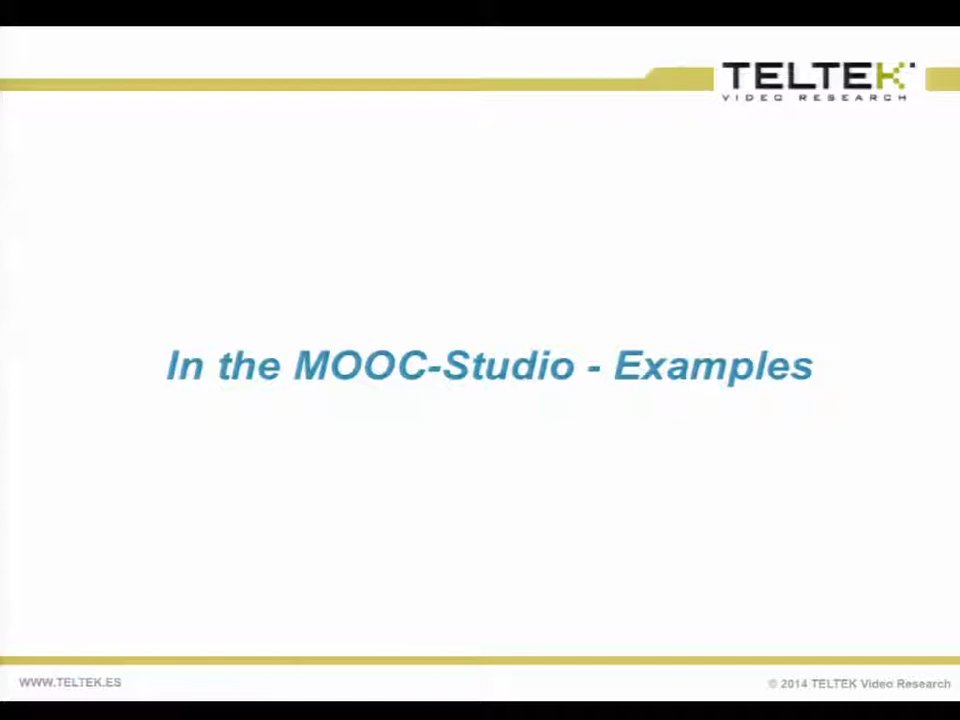 TELTEK
VIDEO RESEARCH
In the MOOC-Studio - Examples
WWW.TELTEK.ES
© 2014 TELTEK Video Research